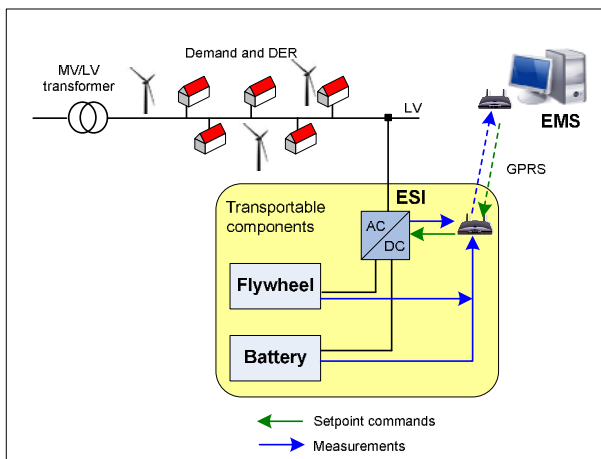 Demand and DER
MV/LV
transformer
LV
EMS
GPRS
ESI
Transportable
components
AC
DC
Flywheel
Battery
Setpoint commands
Measurements